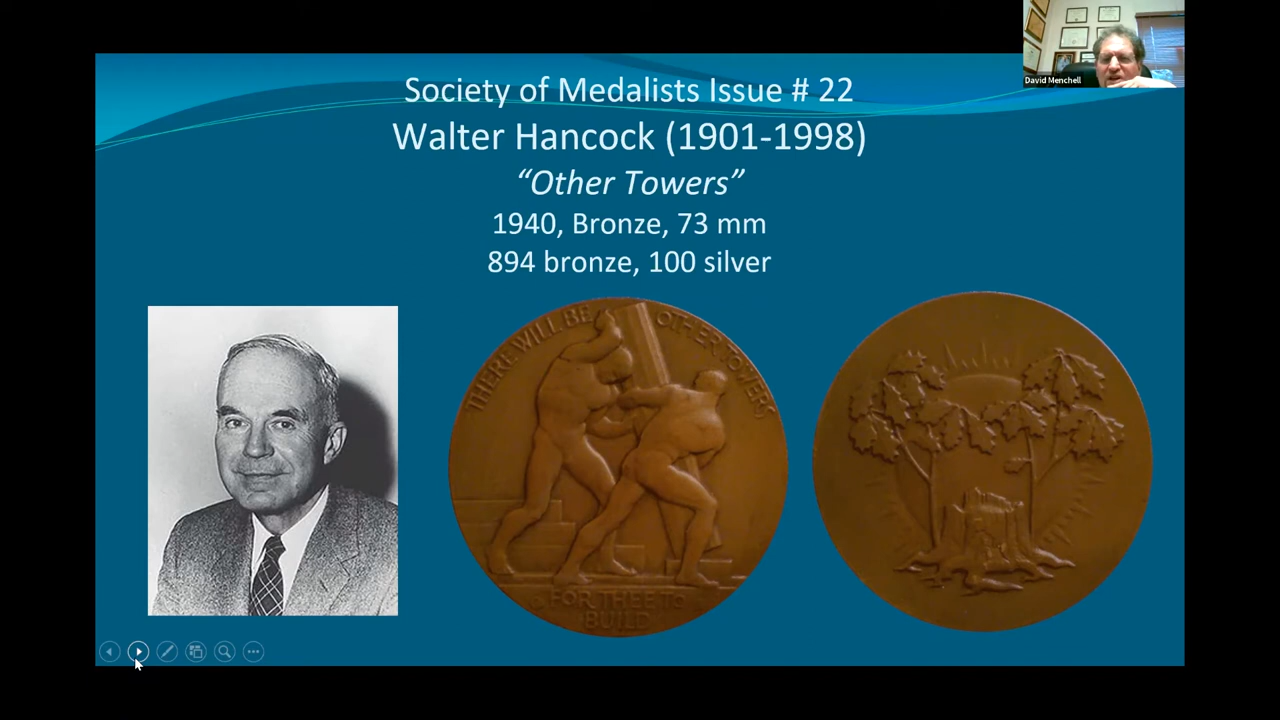 David Menchell
Society of Medalists Issue # 22
Walter Hancock (1901-1998)
“Other Towers”
1940, Bronze, 73 mm
894 bronze, 100 silver
THERE WILL BE OTHER TOWERS
FOR THEE TO
BUILD